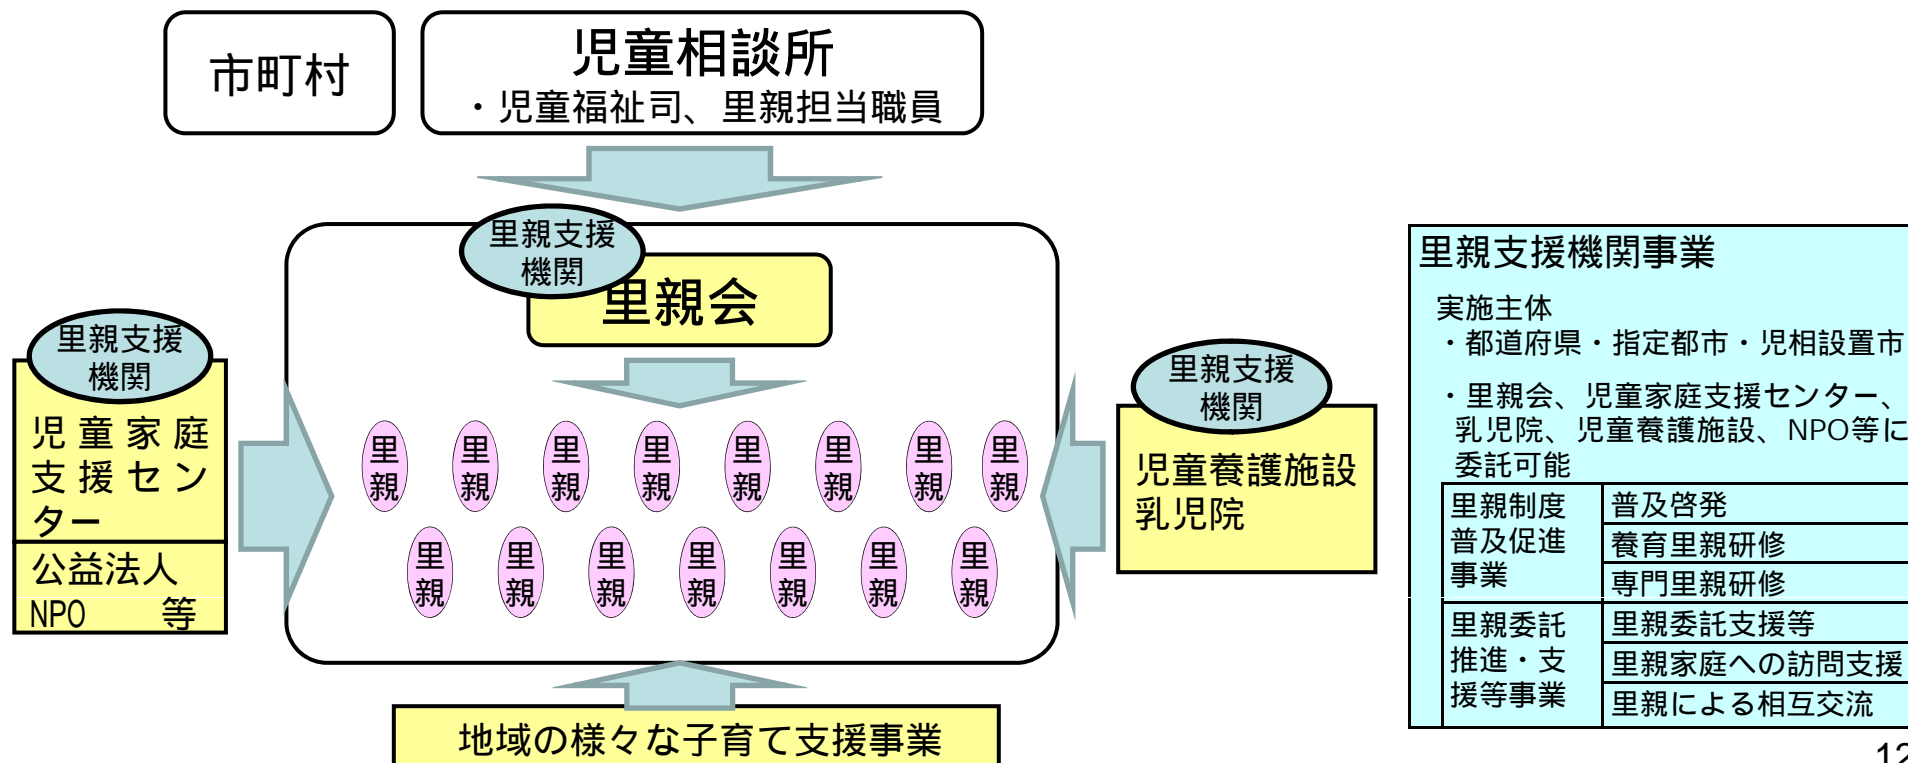 市町村
児童相談所
・児童福祉司、里親担当職員
里親支援
機関
里親会
里親支援
機関
児童家庭
支援セン
ター
公益法人
NPO 等
里親 里親 里親 里親 里親 里親 里親 里親
里親 里親 里親 里親 里親 里親 里親
里親支援
機関
児童養護施設
乳児院
地域の様々な子育て支援事業
里親支援機関事業
実施主体
・都道府県・指定都市・児相設置市
・里親会、児童家庭支援センター、
乳児院、児童養護施設、NPO等に
委託可能
里親制度
普及促進
事業
普及啓発
養育里親研修
専門里親研修
里親委託
推進・支
援等事業
里親委託支援等
里親家庭への訪問支援
里親による相互交流
12